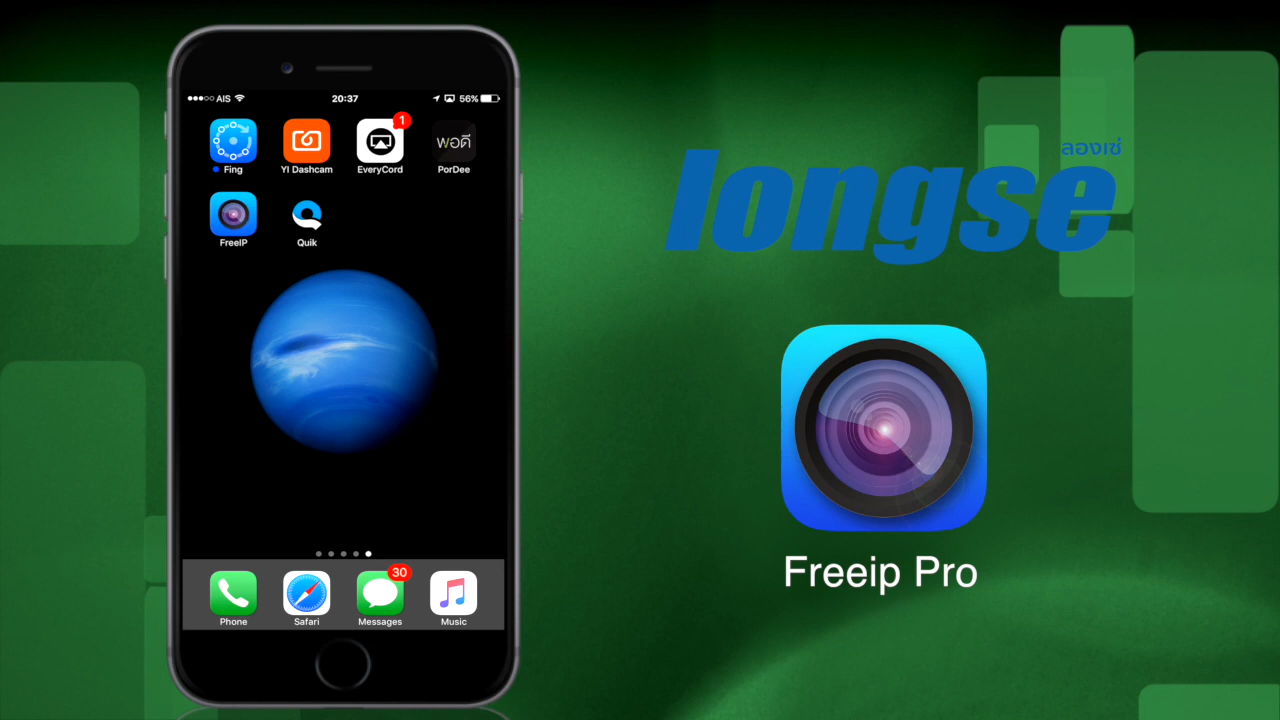 AIS
20:37
56%
1
พอดี
Fing
YI Dashcam
EveryCord
PorDee
FreeIP
Quik
30
Phone
Safari
Messages
Music
ลองเซ่
longse
Freeip Pro